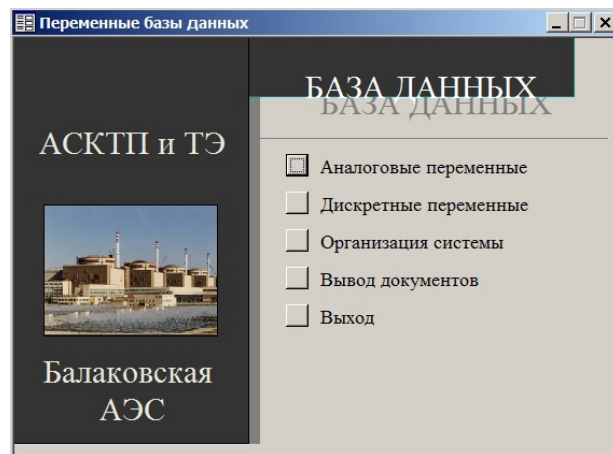 Переменные базы данных
БАЗА ДАННЫХ
БАЗА ДАННЫХ
АСКТП и ТЭ
Балаковская
АЭС
Аналоговые переменные
Дискретные переменные
Организация системы
Вывод документов
Выход